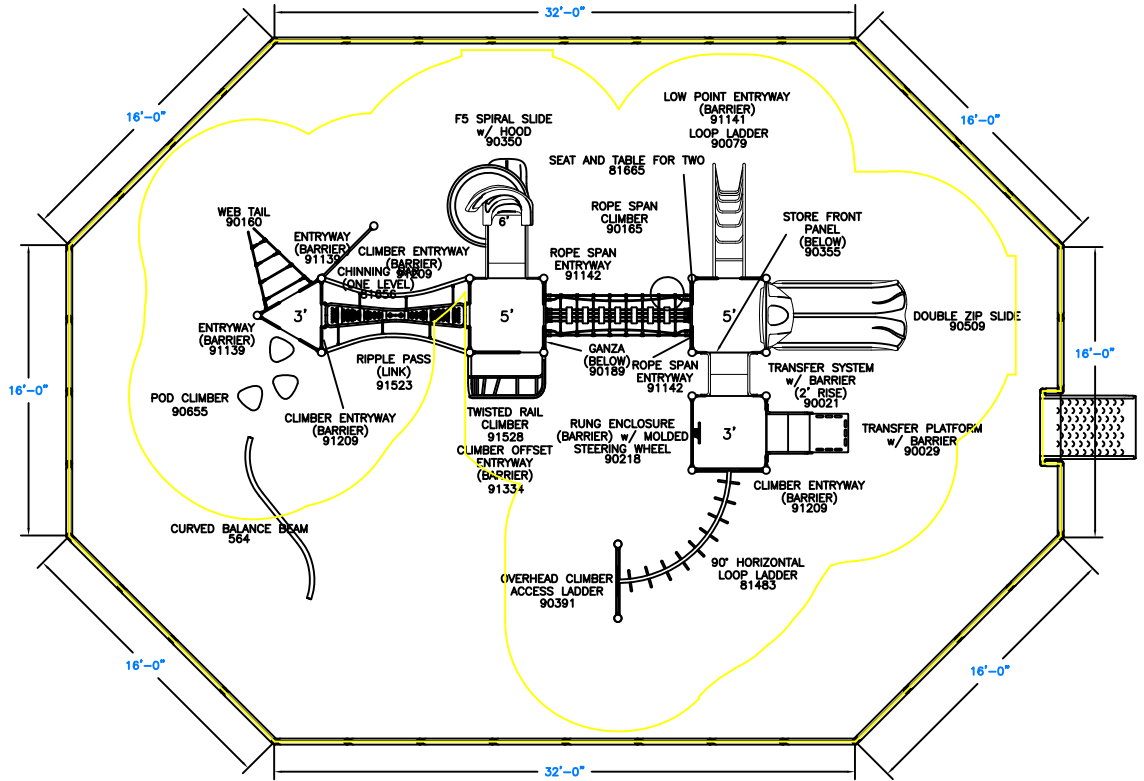 32'-0"
16'-0"
16'-0"
LOW POINT ENTRYWAY
(BARRIER)
91141
LOOP LADDER
90079
F5 SPIRAL SLIDE
w/ HOOD
90350
SEAT AND TABLE FOR TWO
81665
WEB TAIL
90160
6'
ROPE SPAN
CLIMBER
90165
STORE FRONT
PANEL
(BELOW)
90355
ENTRYWAY
(BARRIER)
91139
CLIMBER ENTRYWAY
(BARRIER)
91209
CHINNING BAR
(ONE LEVEL)
81656
ROPE SPAN
ENTRYWAY
91142
3'
5'
5'
DOUBLE ZIP SLIDE
90509
ENTRYWAY
(BARRIER)
91139
RIPPLE PASS
(LINK)
91523
GANZA
(BELOW)
90189
ROPE SPAN
ENTRYWAY
91142
TRANSFER SYSTEM
w/ BARRIER
(2' RISE)
90021
16'-0"
16'-0"
POD CLIMBER
90655
CLIMBER ENTRYWAY
(BARRIER)
91209
TWISTED RAIL
CLIMBER
91528
CLIMBER OFFSET
ENTRYWAY
(BARRIER)
91334
RUNG ENCLOSURE
(BARRIER) w/ MOLDED
STEERING WHEEL
90218
3'
TRANSFER PLATFORM
w/ BARRIER
90029
CLIMBER ENTRYWAY
(BARRIER)
91209
CURVED BALANCE BEAM
564
OVERHEAD CLIMBER
ACCESS LADDER
90391
90° HORIZONTAL
LOOP LADDER
81483
16'-0"
16'-0"
32'-0"